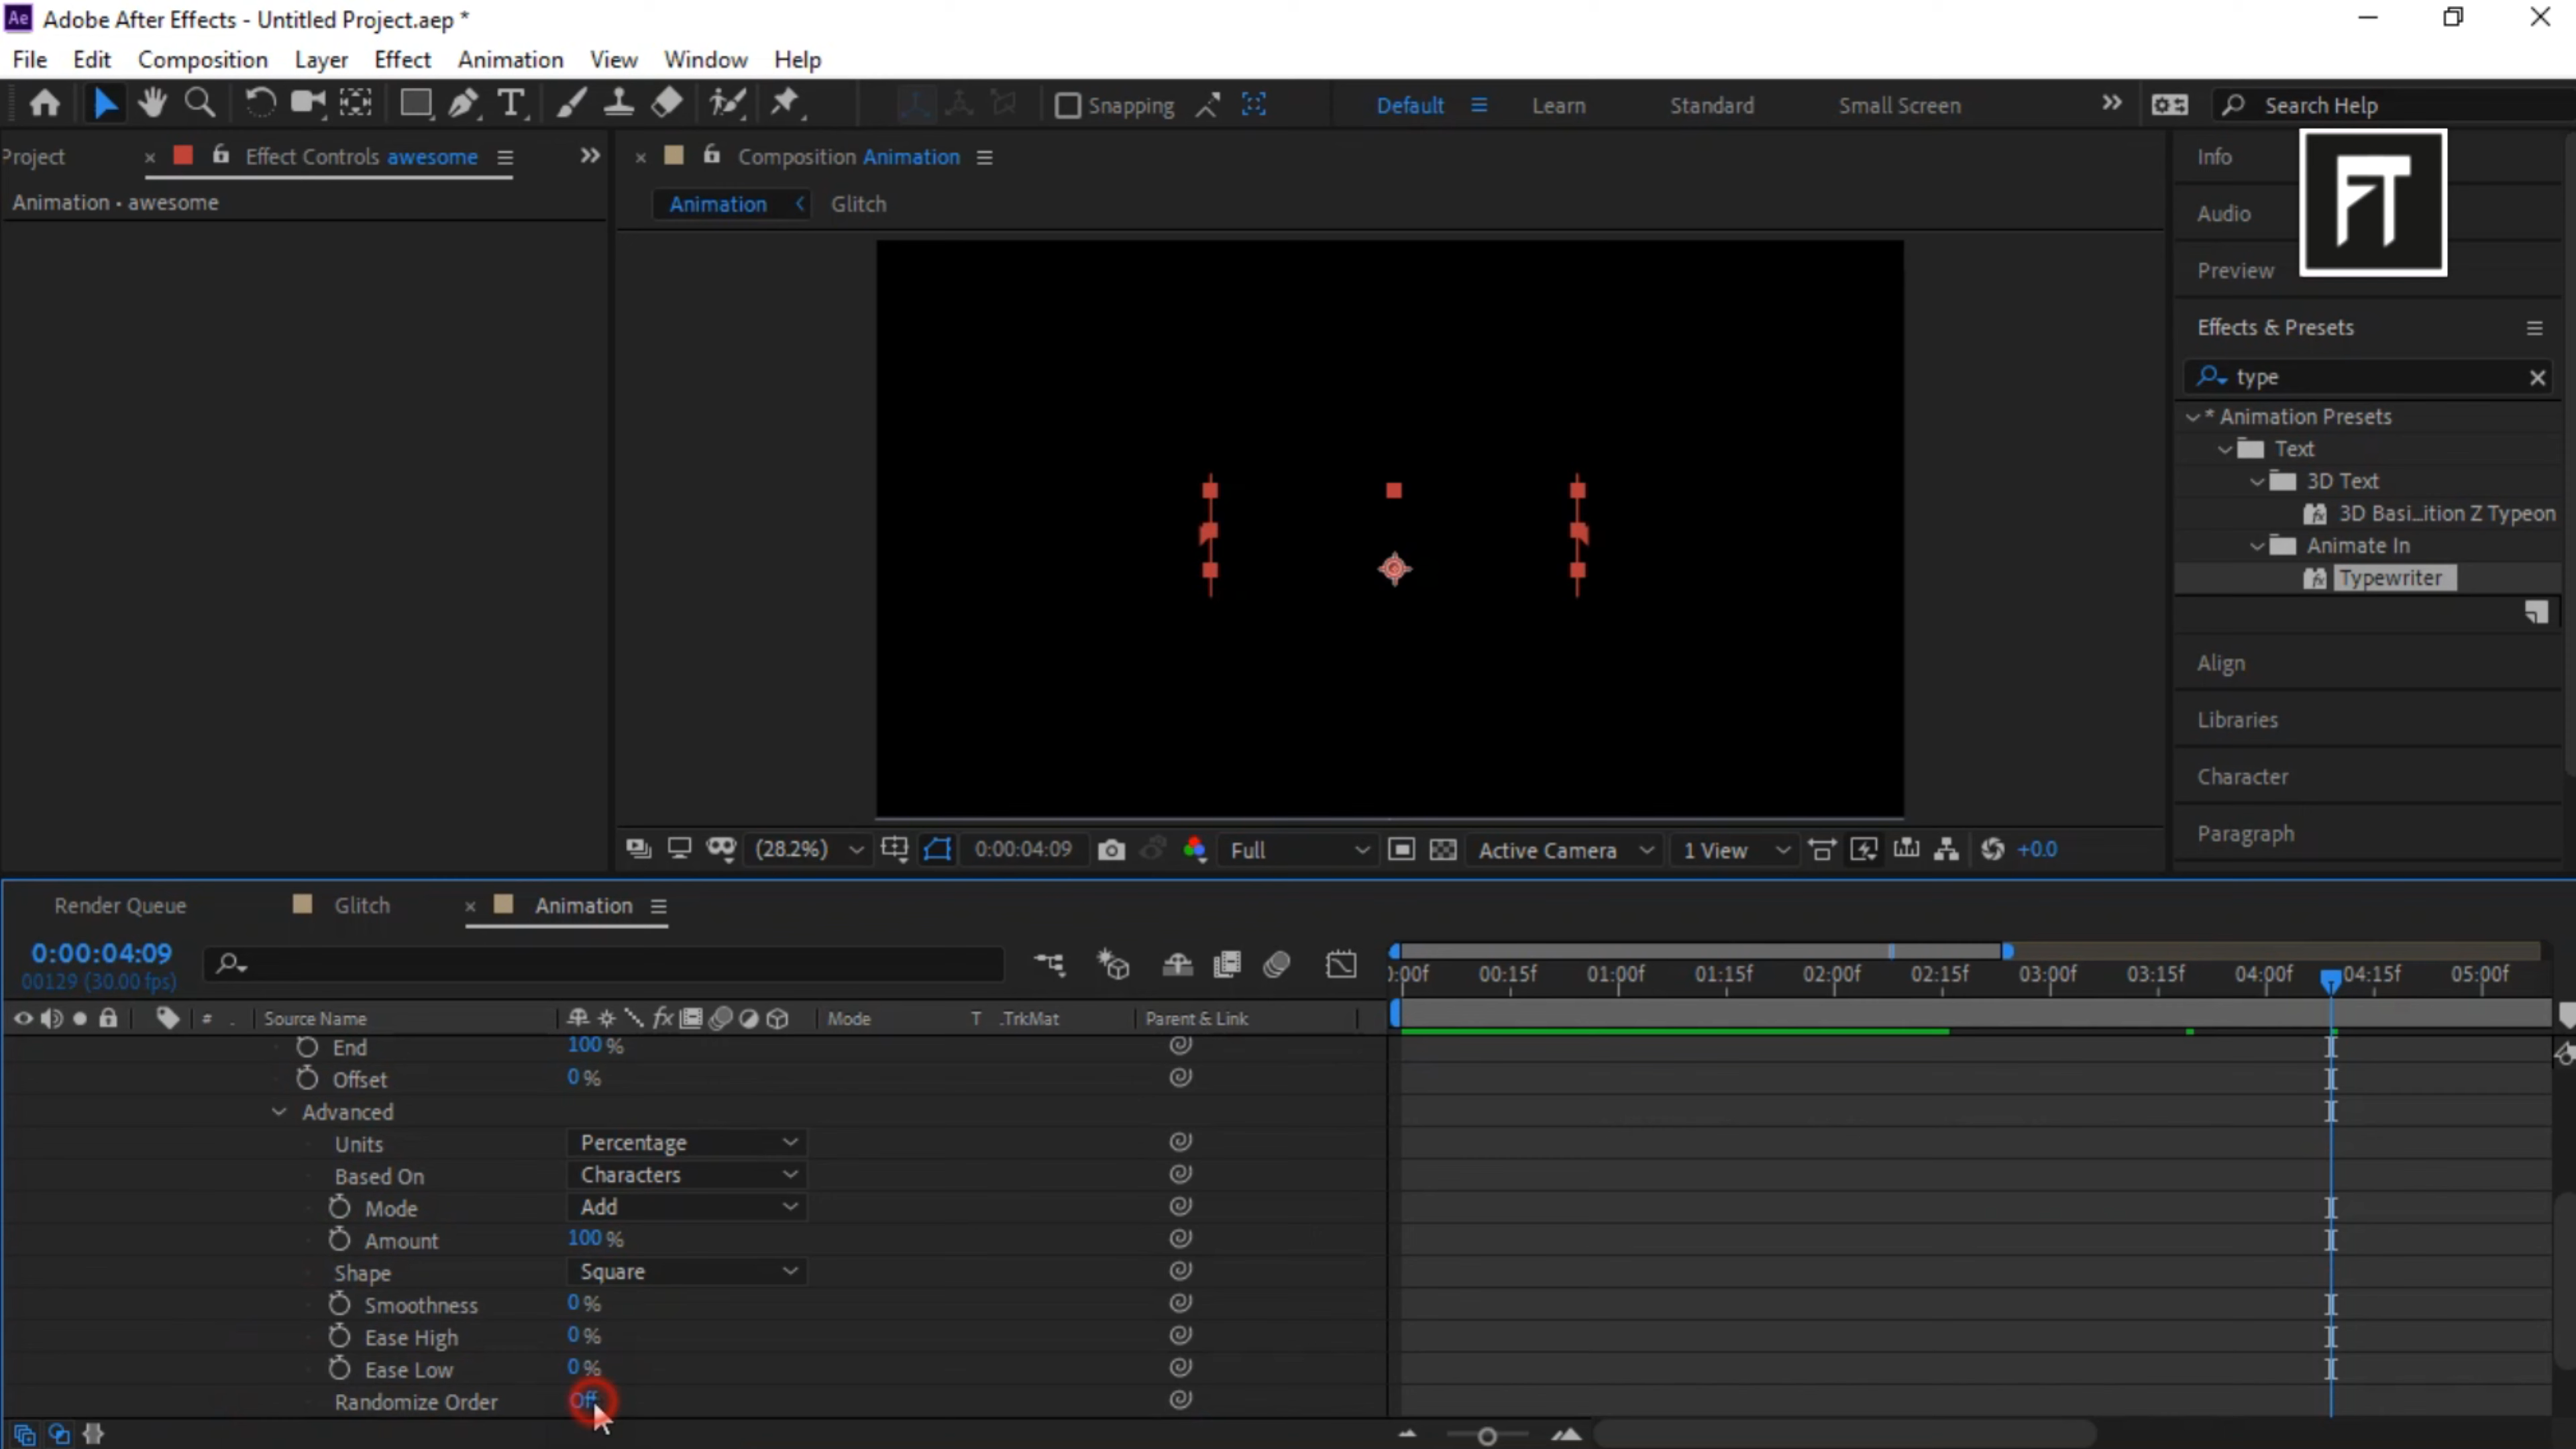 Ae Adobe After Effects - Untitled Project.aep *
File Edit Composition Layer Effect Animation View Window Help
T Snapping Default Learn Standard Small Screen Search Help
Project Effect Controls awesome
Animation • awesome
Composition Animation
Animation Glitch
Info
FT
Audio
Preview
Effects & Presets
type
* Animation Presets
Text
3D Text
3D Basi...ition Z Typeon
Animate In
Typewriter
Align
Libraries
Character
Paragraph
(28.2%) 0:00:04:09 Full Active Camera 1 View +0.0
Render Queue Glitch Animation
0:00:04:09
00129 (30.00 fps)
):00f 00:15f 01:00f 01:15f 02:00f 02:15f 03:00f 03:15f 04:00f 04:15f 05:00f
# . Source Name fx Mode T .TrkMat Parent & Link
End 100 %
Offset 0 %
Advanced
Units Percentage
Based On Characters
Mode Add
Amount 100 %
Shape Square
Smoothness 0 %
Ease High 0 %
Ease Low 0 %
Randomize Order Off